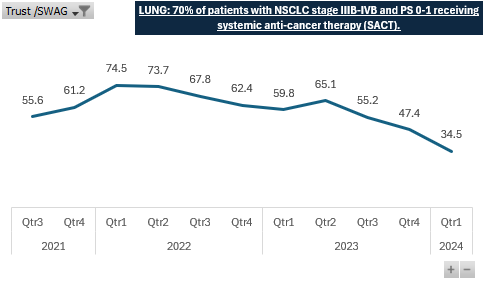 Trust /SWAG
LUNG: 70% of patients with NSCLC stage IIIB-IVB and PS 0-1 receiving
systemic anti-cancer therapy (SACT).
55.6 61.2 74.5 73.7 67.8 62.4 59.8 65.1 55.2 47.4 34.5
Qtr3 Qtr4 Qtr1 Qtr2 Qtr3 Qtr4 Qtr1 Qtr2 Qtr3 Qtr4 Qtr1
2021 2022 2023 2024
+ −